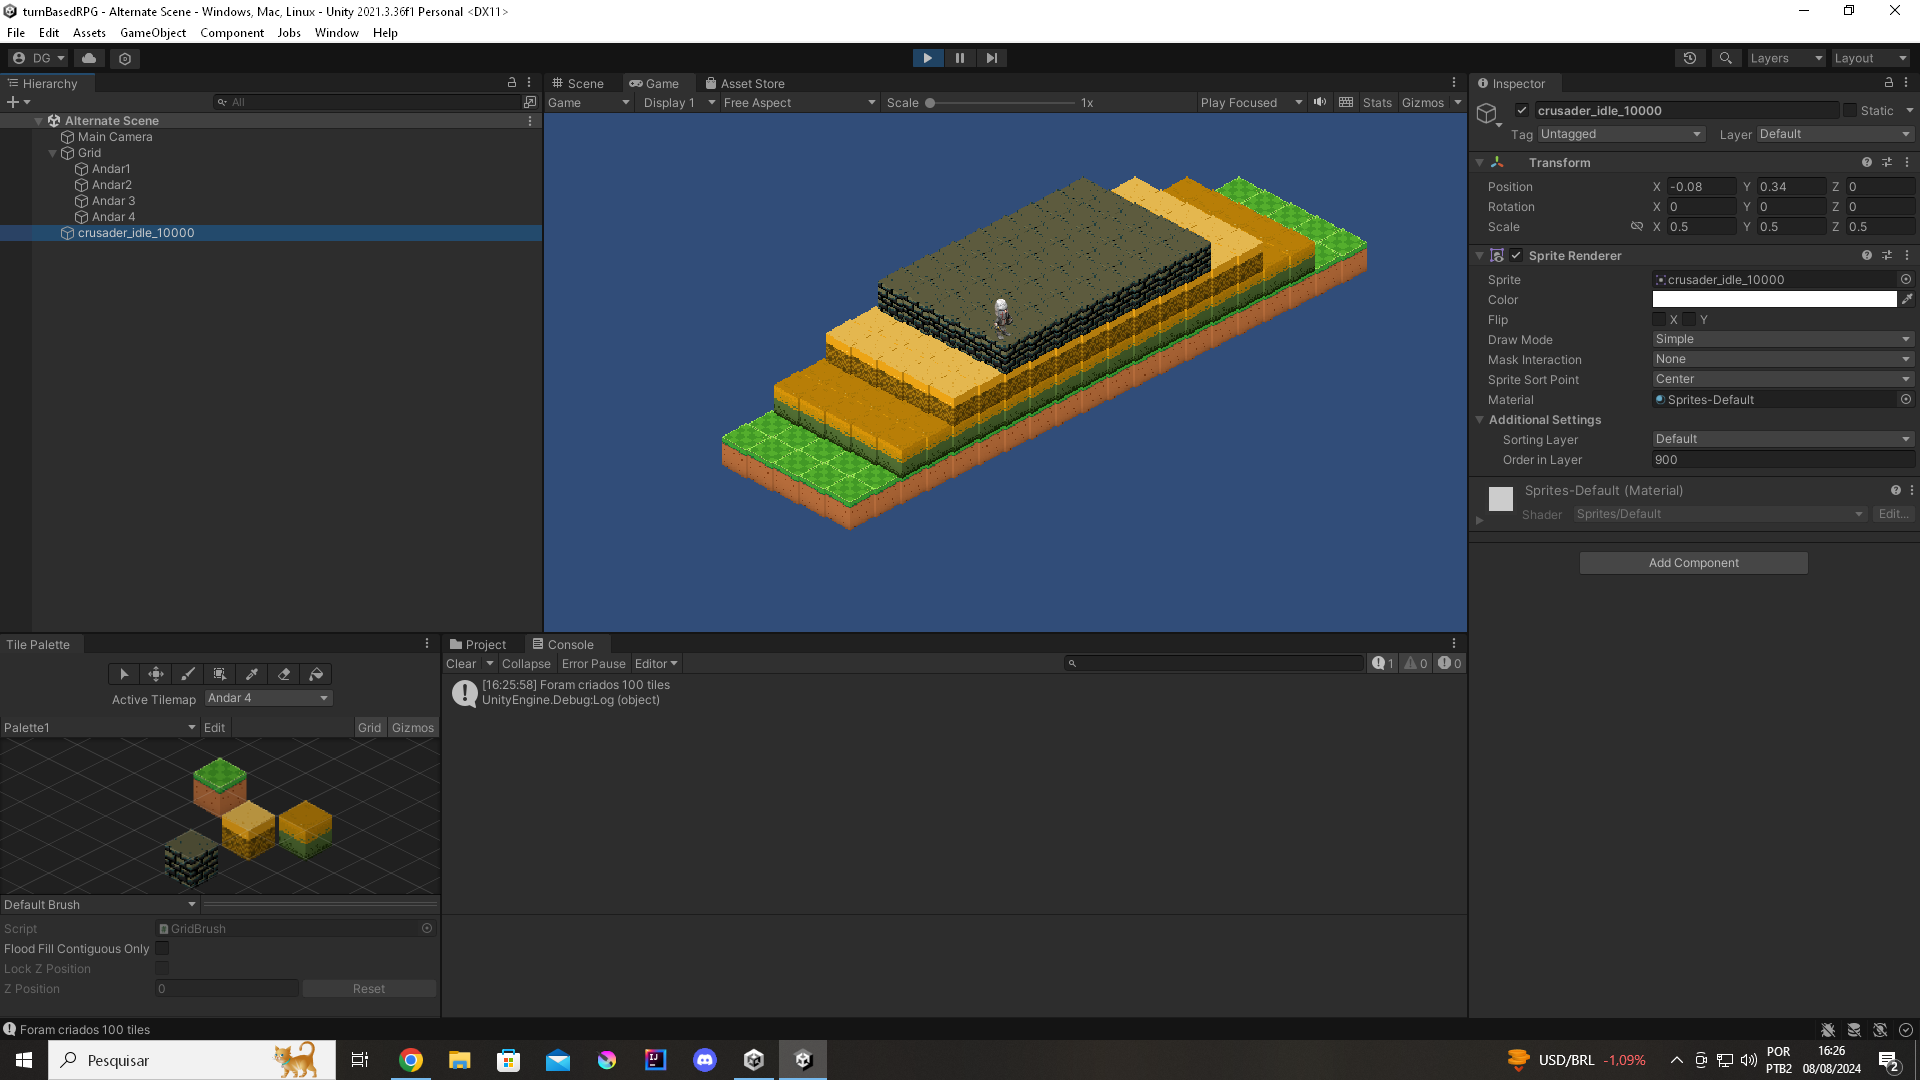 turnBasedRPG - Alternate Scene - Windows, Mac, Linux - Unity 2021.3.36f1 Personal <DX11>
File Edit Assets GameObject Component Jobs Window Help
DG Layers Layout
Hierarchy
All
Alternate Scene
Main Camera
Grid
Andar1
Andar2
Andar 3
Andar 4
crusader_idle_10000
Scene Game Asset Store
Game Display 1 Free Aspect Scale 1x Play Focused Stats Gizmos
Inspector
crusader_idle_10000 Static
Tag Untagged Layer Default
Transform
Position X -0.08 Y 0.34 Z 0
Rotation X 0 Y 0 Z 0
Scale X 0.5 Y 0.5 Z 0.5
Sprite Renderer
Sprite crusader_idle_10000
Color
Flip X Y
Draw Mode Simple
Mask Interaction None
Sprite Sort Point Center
Material Sprites-Default
Additional Settings
Sorting Layer Default
Order in Layer 900
Sprites-Default (Material)
Shader Sprites/Default Edit...
Add Component
Tile Palette
Active Tilemap Andar 4
Palette1 Edit Grid Gizmos
Default Brush
Script GridBrush
Flood Fill Contiguous Only
Lock Z Position
Z Position 0 Reset
Project Console
Clear Collapse Error Pause Editor 1 0 0
[16:25:58] Foram criados 100 tiles
UnityEngine.Debug:Log (object)
Foram criados 100 tiles
Pesquisar
USD/BRL -1,09%
POR
PTB2
16:26
08/08/2024
2